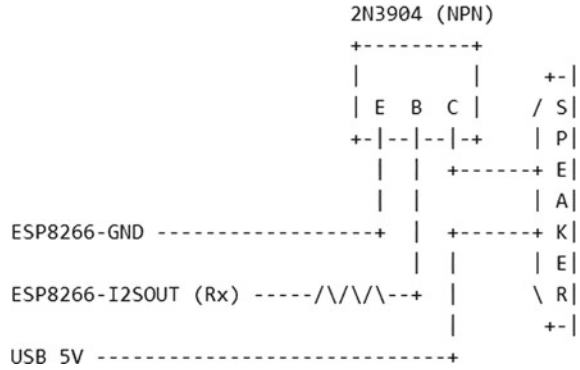 2N3904 (NPN)
+---------+
|         |     +-|
| E  B  C |    / S|
+-|--|--|-+    | P|
|  |  +------+ E|
|  |         | A|
ESP8266-GND ------------------+  |  +------+ K|
|  |      | E|
ESP8266-I2SOUT (Rx) -----/\/\/\--+  |      \ R|
|       +-|
USB 5V -----------------------------+